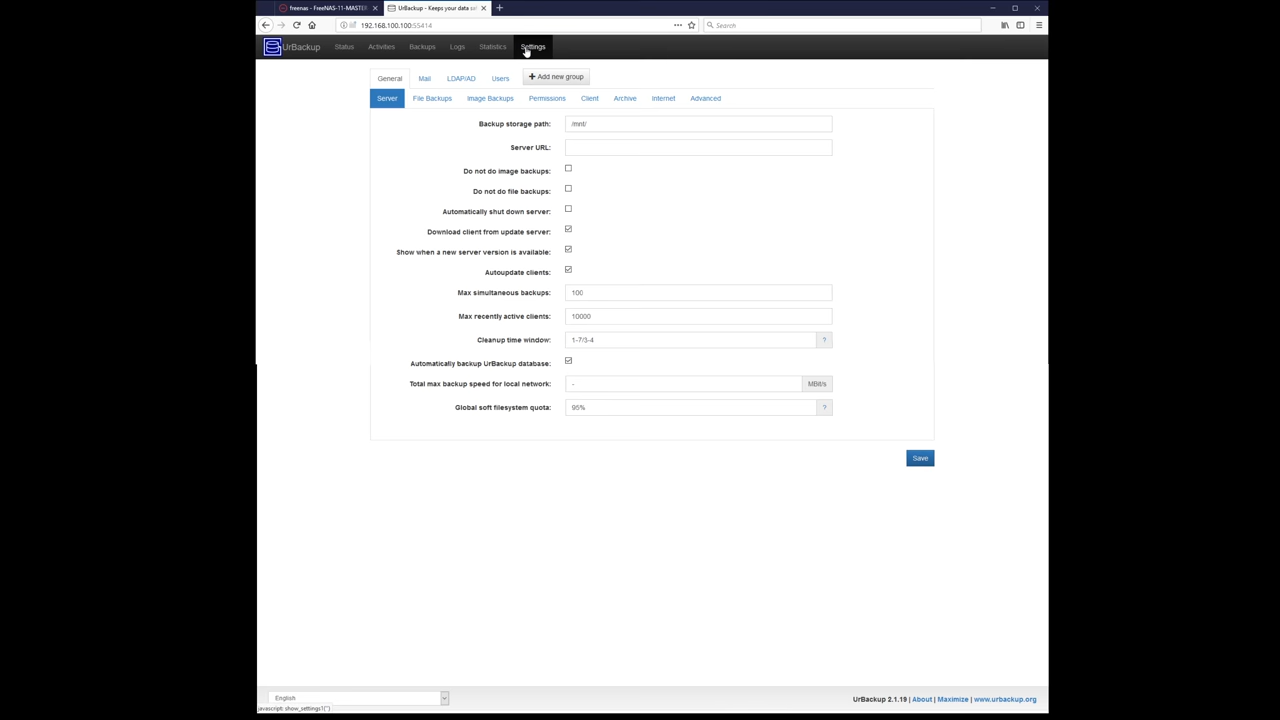 freenas - FreeNAS-11-MASTER
UrBackup - Keeps your data saf
192.168.100.100:55414
Search
UrBackup
Status
Activities
Backups
Logs
Statistics
Settings
General
Mail
LDAP/AD
Users
+ Add new group
Server
File Backups
Image Backups
Permissions
Client
Archive
Internet
Advanced
Backup storage path:
/mnt/
Server URL:
Do not do image backups:
Do not do file backups:
Automatically shut down server:
Download client from update server:
Show when a new server version is available:
Autoupdate clients:
Max simultaneous backups:
100
Max recently active clients:
10000
Cleanup time window:
1-7/3-4
?
Automatically backup UrBackup database:
Total max backup speed for local network:
-
MBit/s
Global soft filesystem quota:
95%
?
Save
English
UrBackup 2.1.19 | About | Maximize | www.urbackup.org
javascript: show_settings1('')